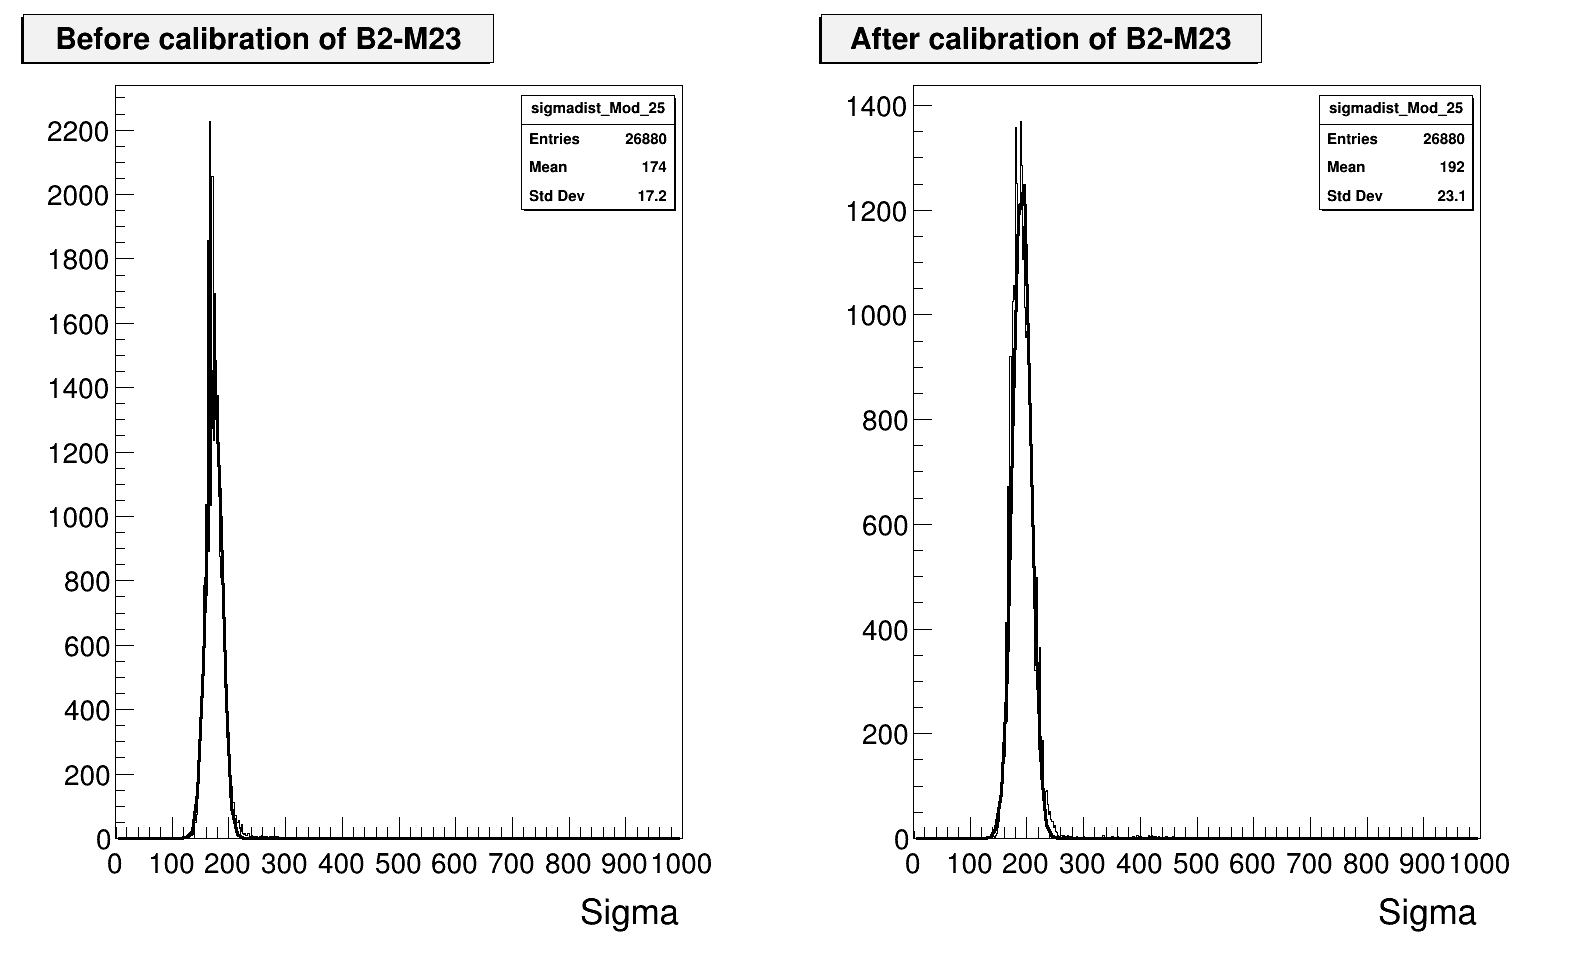 Before calibration of B2-M23
sigmadist_Mod_25
Entries 26880
Mean 174
Std Dev 17.2
2200
2000
1800
1600
1400
1200
1000
800
600
400
200
0
0 100 200 300 400 500 600 700 800 900 1000
Sigma
After calibration of B2-M23
sigmadist_Mod_25
Entries 26880
Mean 192
Std Dev 23.1
1400
1200
1000
800
600
400
200
0
0 100 200 300 400 500 600 700 800 900 1000
Sigma